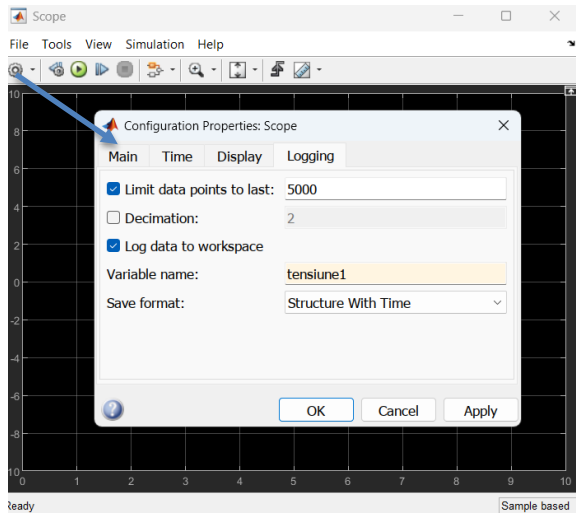 Scope
File Tools View Simulation Help
10
8
6
4
2
0
-2
-4
-6
-8
10
0 1 2 3 4 5 6 7 8 9 10
Configuration Properties: Scope
Main Time Display Logging
Limit data points to last: 5000
Decimation: 2
Log data to workspace
Variable name: tensiune1
Save format: Structure With Time
OK Cancel Apply
Ready Sample based